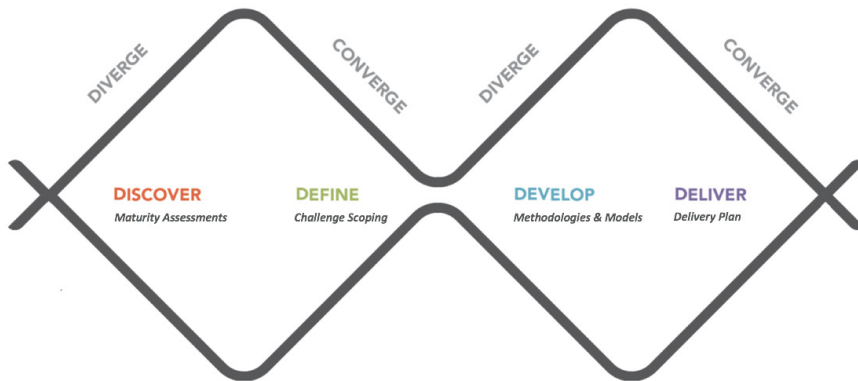 DIVERGE
CONVERGE
DIVERGE
CONVERGE
DISCOVER
Maturity Assessments
DEFINE
Challenge Scoping
DEVELOP
Methodologies & Models
DELIVER
Delivery Plan